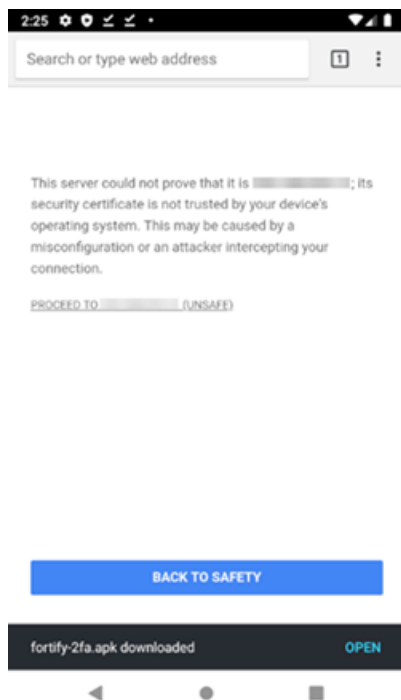 2:25
Search or type web address
1
This server could not prove that it is ; its
security certificate is not trusted by your device's
operating system. This may be caused by a
misconfiguration or an attacker intercepting your
connection.
PROCEED TO (UNSAFE)
BACK TO SAFETY
fortify-2fa.apk downloaded OPEN